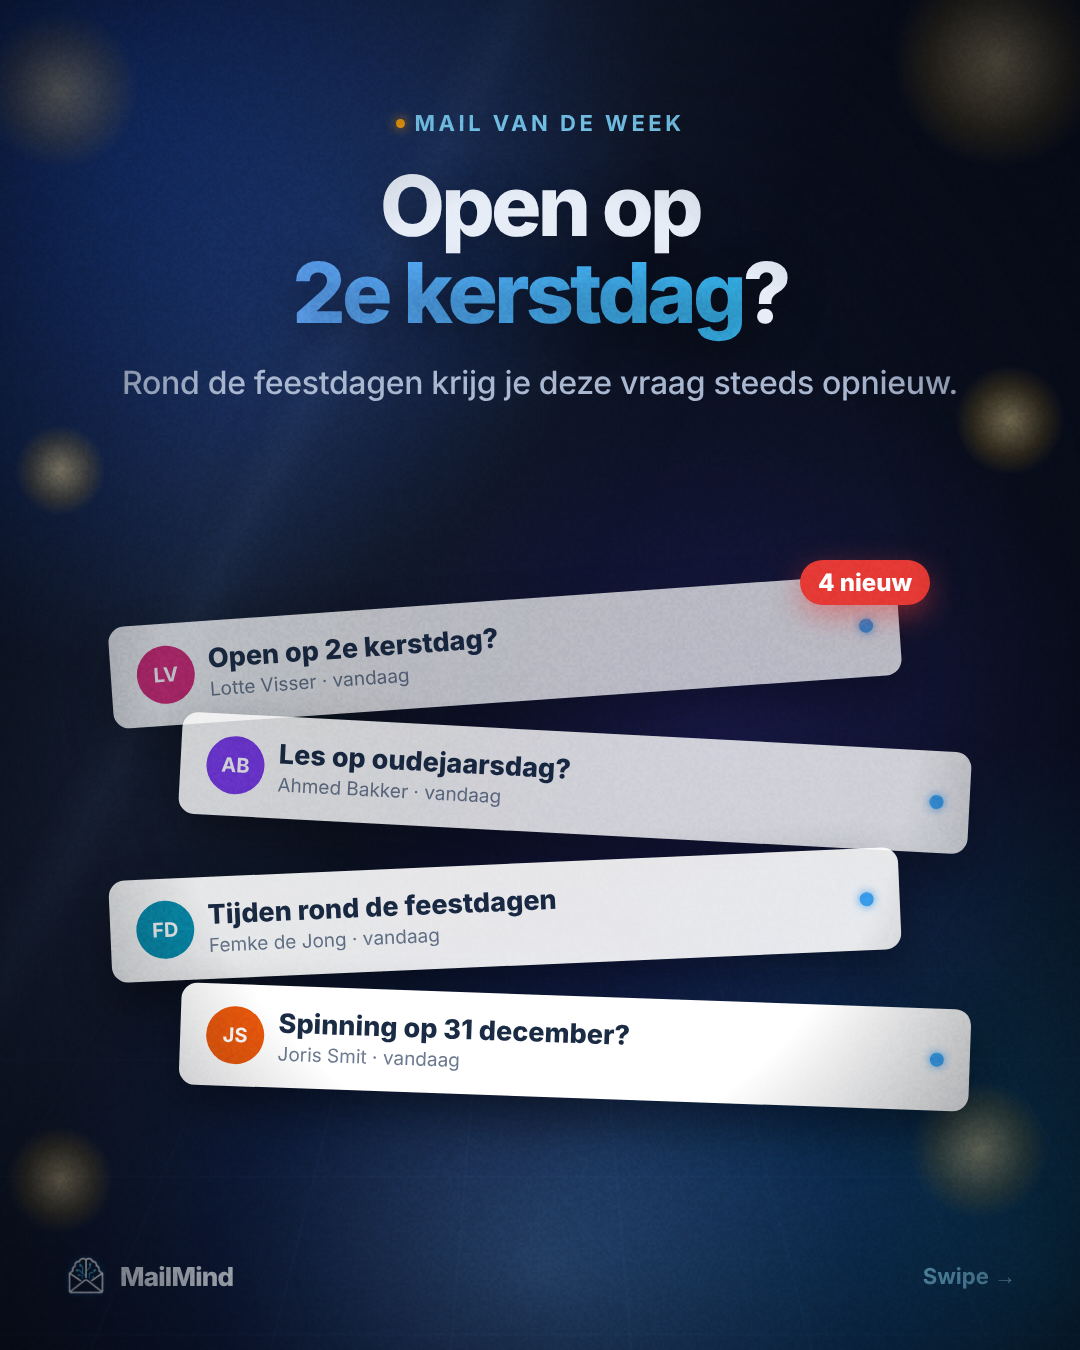 MAIL VAN DE WEEK
Open op
2e kerstdag?
Rond de feestdagen krijg je deze vraag steeds opnieuw.
4 nieuw
LV
Open op 2e kerstdag?
Lotte Visser · vandaag
AB
Les op oudejaarsdag?
Ahmed Bakker · vandaag
FD
Tijden rond de feestdagen
Femke de Jong · vandaag
JS
Spinning op 31 december?
Joris Smit · vandaag
MailMind
Swipe →